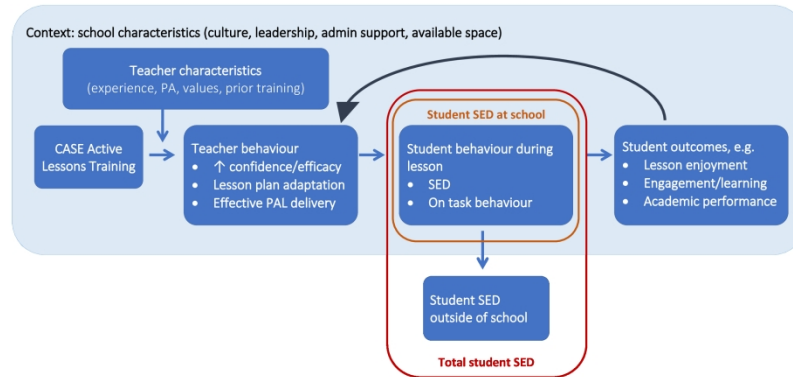 Context: school characteristics (culture, leadership, admin support, available space)
Teacher characteristics
(experience, PA, values, prior training)
CASE Active
Lessons Training
Teacher behaviour
• ↑ confidence/efficacy
• Lesson plan adaptation
• Effective PAL delivery
Student SED at school
Student behaviour during
lesson
• SED
• On task behaviour
Student outcomes, e.g.
• Lesson enjoyment
• Engagement/learning
• Academic performance
Student SED
outside of school
Total student SED